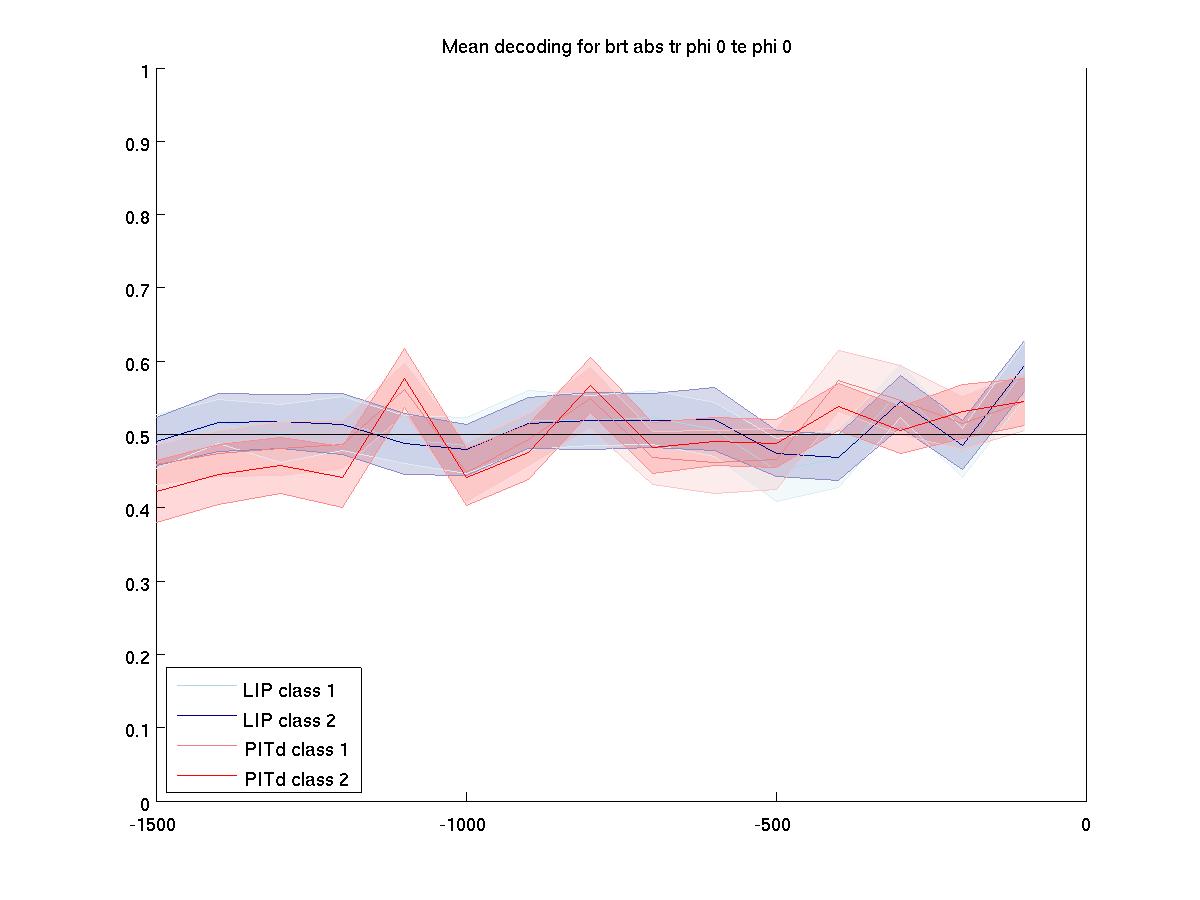 Mean decoding for brt abs tr phi 0 te phi 0
1
0.9
0.8
0.7
0.6
0.5
0.4
0.3
0.2
0.1
0
LIP class 1
LIP class 2
PITd class 1
PITd class 2
-1500 -1000 -500 0